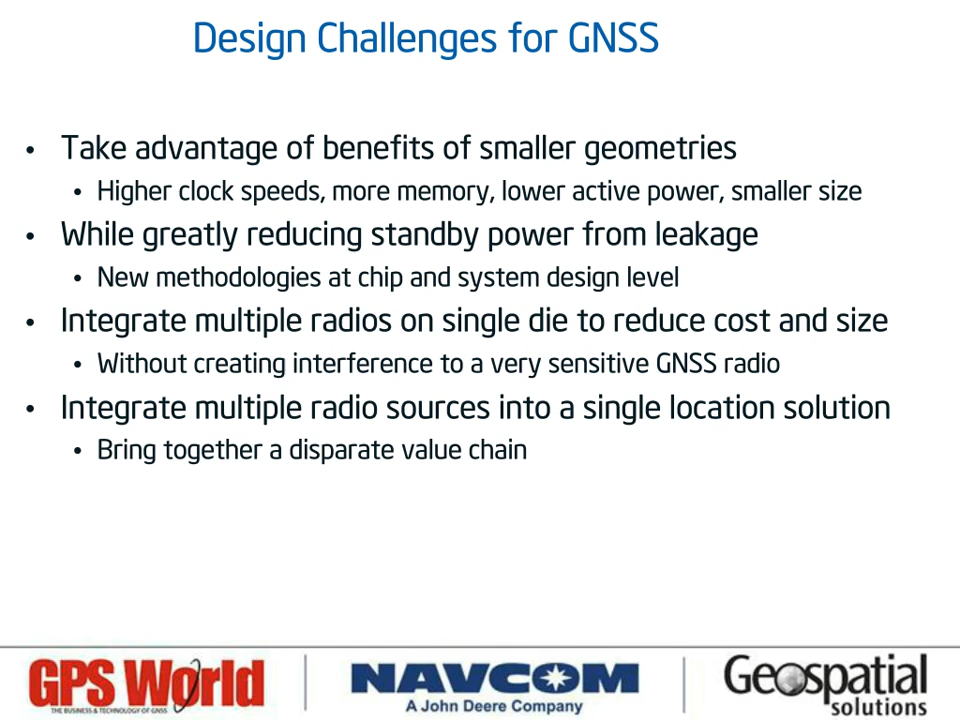 Design Challenges for GNSS
• Take advantage of benefits of smaller geometries
• Higher clock speeds, more memory, lower active power, smaller size
• While greatly reducing standby power from leakage
• New methodologies at chip and system design level
• Integrate multiple radios on single die to reduce cost and size
• Without creating interference to a very sensitive GNSS radio
• Integrate multiple radio sources into a single location solution
• Bring together a disparate value chain
GPS World
THE BUSINESS & TECHNOLOGY OF GNSS
NAVCOM
A John Deere Company
Geospatial
solutions